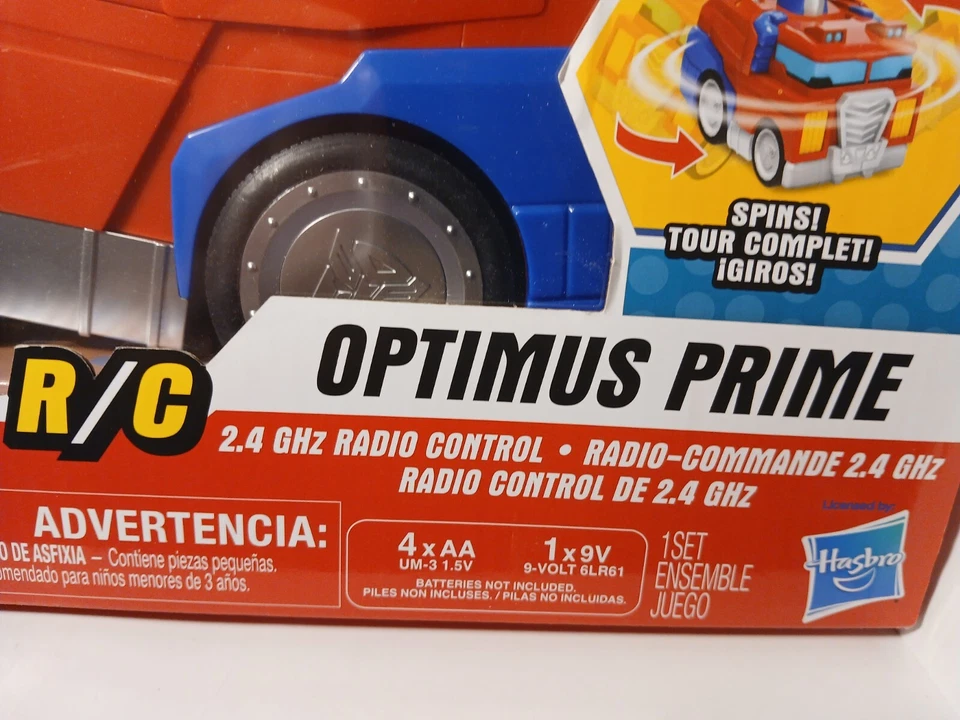 SPINS!
TOUR COMPLET!
¡GIROS!
R/C
OPTIMUS PRIME
2.4 GHz RADIO CONTROL • RADIO-COMMANDE 2.4 GHz
RADIO CONTROL DE 2.4 GHz
Licensed by:
Hasbro
ADVERTENCIA:
O DE ASFIXIA – Contiene piezas pequeñas.
omendado para niños menores de 3 años.
4 x AA
UM-3 1.5V
1 x 9V
9-VOLT 6LR61
BATTERIES NOT INCLUDED.
PILES NON INCLUSES. / PILAS NO INCLUIDAS.
1 SET
ENSEMBLE
JUEGO